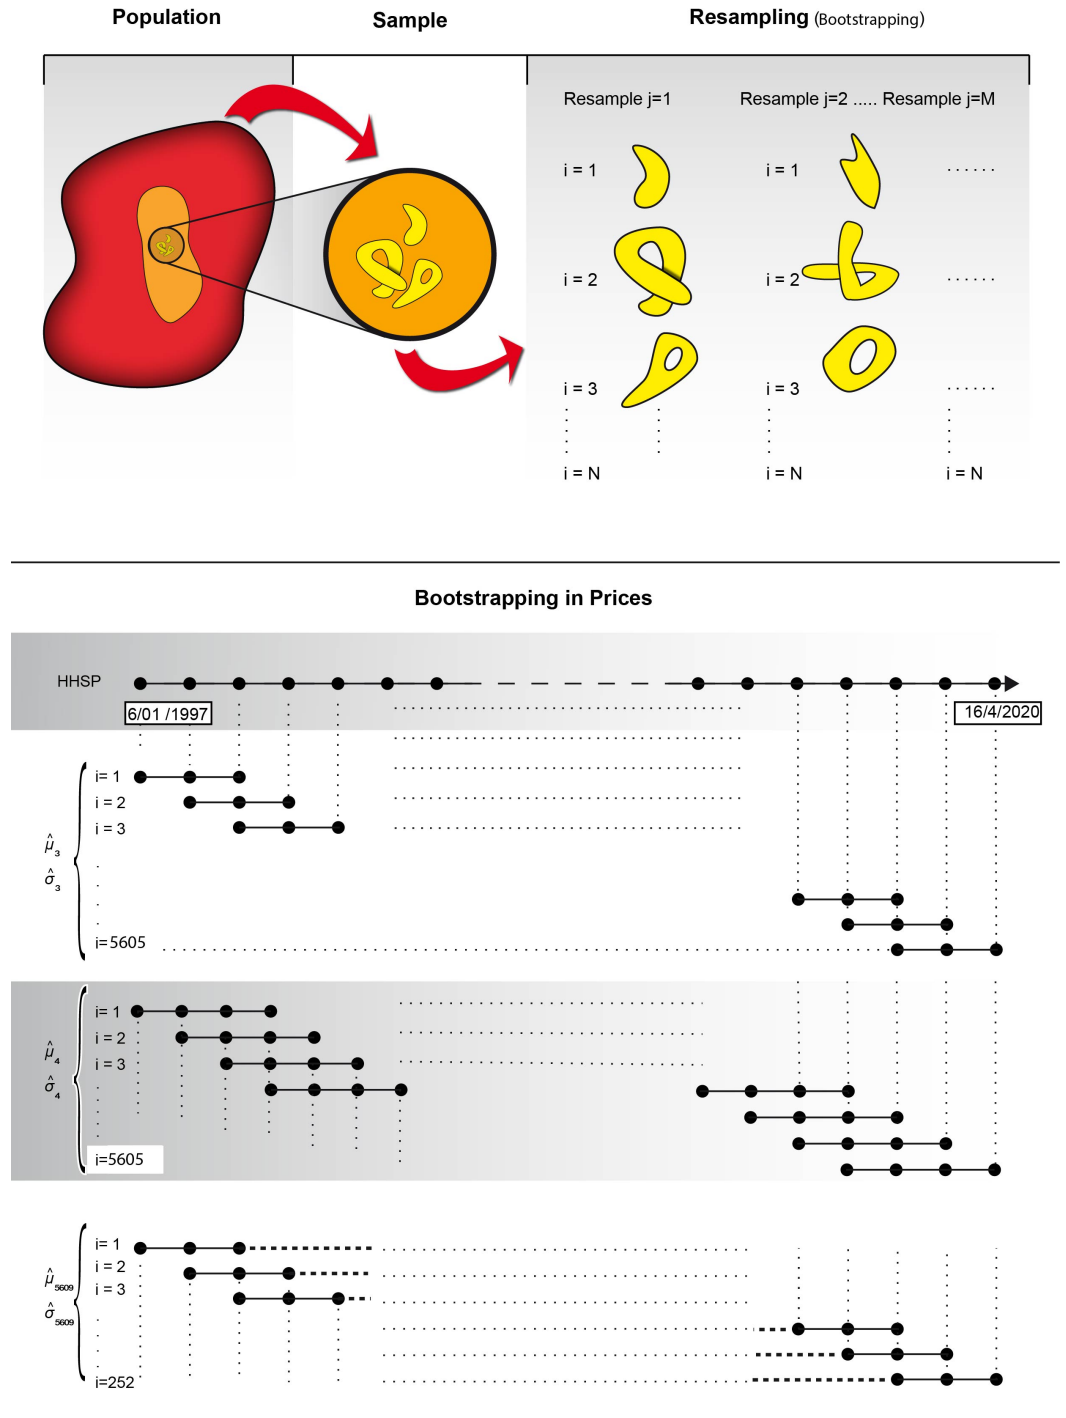 Population
Sample
Resampling (Bootstrapping)
Resample j=1
Resample j=2 ..... Resample j=M
i = 1
i = 1
......
i = 2
i = 2
......
i = 3
i = 3
......
i = N
i = N
i = N
Bootstrapping in Prices
HHSP
6/01 /1997
16/4/2020
i= 1
i = 2
i = 3
μ̂₃
σ̂₃
i=5605
i= 1
i = 2
i = 3
μ̂₄
σ̂₄
i=5605
i= 1
i = 2
i = 3
μ̂₅₆₀₉
σ̂₅₆₀₉
i=252